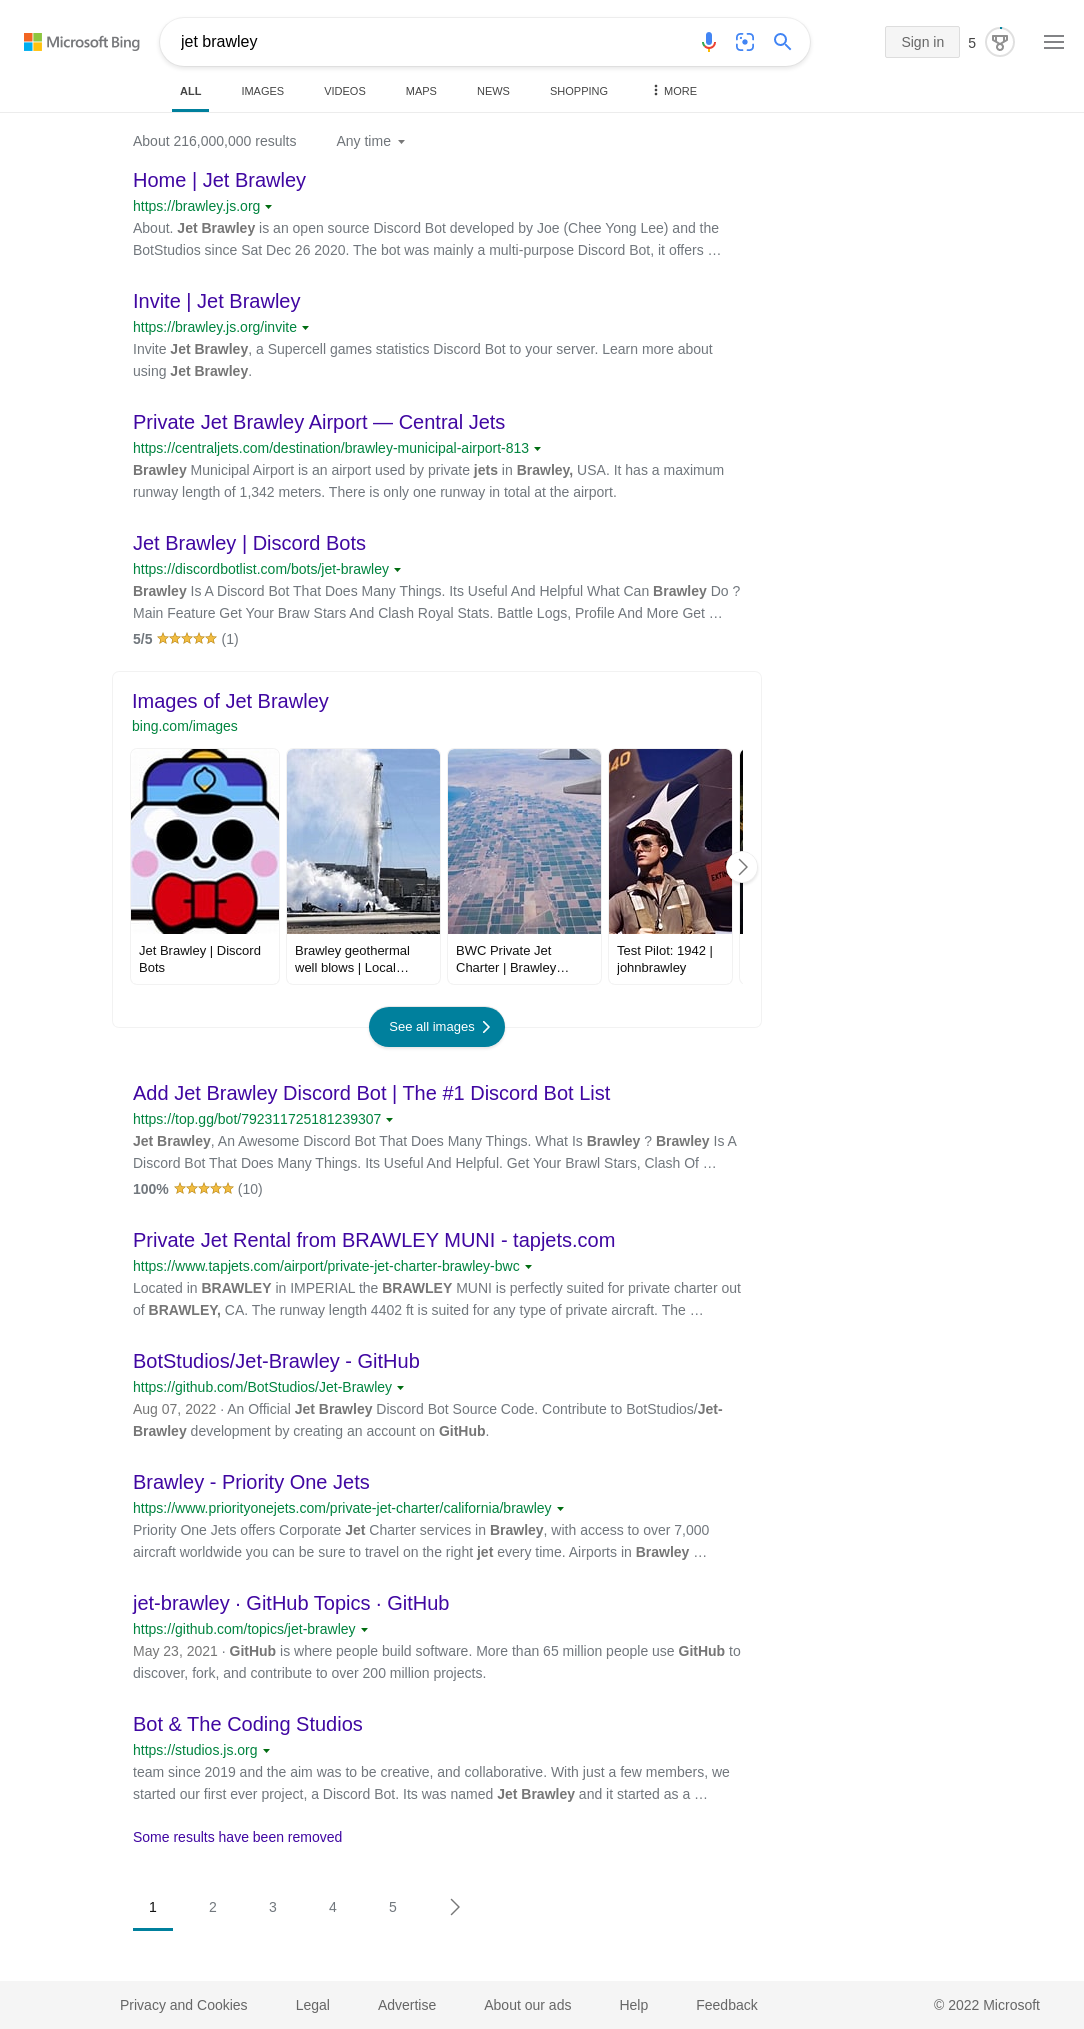 Microsoft Bing
jet brawley
Sign in
5
ALL
IMAGES
VIDEOS
MAPS
NEWS
SHOPPING
MORE
About 216,000,000 results
Any time
Home | Jet Brawley
https://brawley.js.org
About. Jet Brawley is an open source Discord Bot developed by Joe (Chee Yong Lee) and the
BotStudios since Sat Dec 26 2020. The bot was mainly a multi-purpose Discord Bot, it offers …
Invite | Jet Brawley
https://brawley.js.org/invite
Invite Jet Brawley, a Supercell games statistics Discord Bot to your server. Learn more about
using Jet Brawley.
Private Jet Brawley Airport — Central Jets
https://centraljets.com/destination/brawley-municipal-airport-813
Brawley Municipal Airport is an airport used by private jets in Brawley, USA. It has a maximum
runway length of 1,342 meters. There is only one runway in total at the airport.
Jet Brawley | Discord Bots
https://discordbotlist.com/bots/jet-brawley
Brawley Is A Discord Bot That Does Many Things. Its Useful And Helpful What Can Brawley Do ?
Main Feature Get Your Braw Stars And Clash Royal Stats. Battle Logs, Profile And More Get …
5/5 (1)
Images of Jet Brawley
bing.com/images
40
EXTIN
Jet Brawley | Discord
Bots
Brawley geothermal
well blows | Local…
BWC Private Jet
Charter | Brawley…
Test Pilot: 1942 |
johnbrawley
See all images
Add Jet Brawley Discord Bot | The #1 Discord Bot List
https://top.gg/bot/792311725181239307
Jet Brawley, An Awesome Discord Bot That Does Many Things. What Is Brawley ? Brawley Is A
Discord Bot That Does Many Things. Its Useful And Helpful. Get Your Brawl Stars, Clash Of …
100% (10)
Private Jet Rental from BRAWLEY MUNI - tapjets.com
https://www.tapjets.com/airport/private-jet-charter-brawley-bwc
Located in BRAWLEY in IMPERIAL the BRAWLEY MUNI is perfectly suited for private charter out
of BRAWLEY, CA. The runway length 4402 ft is suited for any type of private aircraft. The …
BotStudios/Jet-Brawley - GitHub
https://github.com/BotStudios/Jet-Brawley
Aug 07, 2022 · An Official Jet Brawley Discord Bot Source Code. Contribute to BotStudios/Jet-
Brawley development by creating an account on GitHub.
Brawley - Priority One Jets
https://www.priorityonejets.com/private-jet-charter/california/brawley
Priority One Jets offers Corporate Jet Charter services in Brawley, with access to over 7,000
aircraft worldwide you can be sure to travel on the right jet every time. Airports in Brawley …
jet-brawley · GitHub Topics · GitHub
https://github.com/topics/jet-brawley
May 23, 2021 · GitHub is where people build software. More than 65 million people use GitHub to
discover, fork, and contribute to over 200 million projects.
Bot & The Coding Studios
https://studios.js.org
team since 2019 and the aim was to be creative, and collaborative. With just a few members, we
started our first ever project, a Discord Bot. Its was named Jet Brawley and it started as a …
Some results have been removed
1
2
3
4
5
Privacy and Cookies
Legal
Advertise
About our ads
Help
Feedback
© 2022 Microsoft